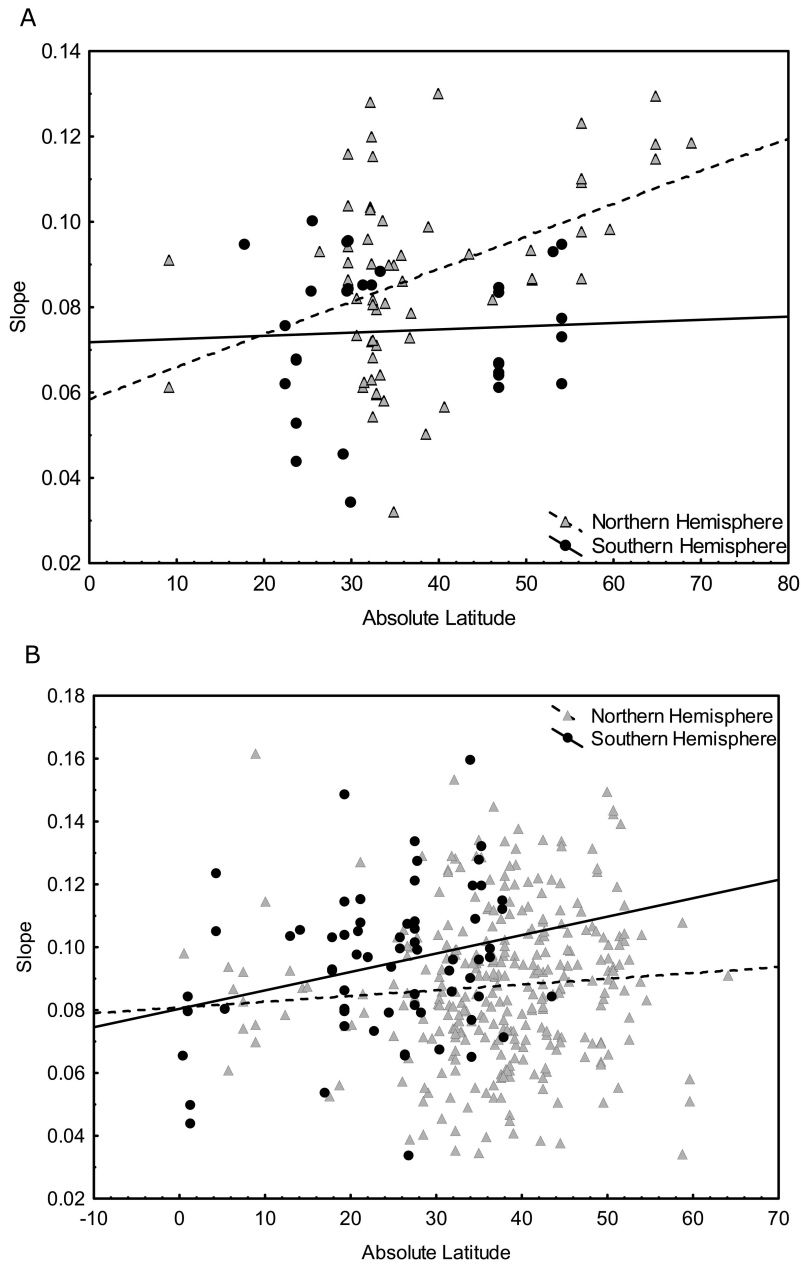 A
0.14
0.12
0.10
0.08
0.06
0.04
0.02
Slope
Northern Hemisphere
Southern Hemisphere
0 10 20 30 40 50 60 70 80
Absolute Latitude
B
0.18
0.16
0.14
0.12
0.10
0.08
0.06
0.04
0.02
Slope
Northern Hemisphere
Southern Hemisphere
-10 0 10 20 30 40 50 60 70
Absolute Latitude